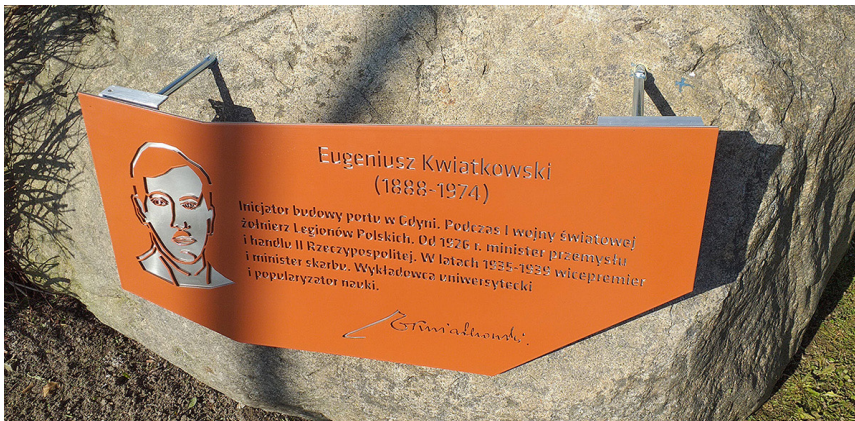 Eugeniusz Kwiatkowski
(1888-1974)
Inicjator budowy portu w Gdyni. Podczas I wojny światowej
żołnierz Legionów Polskich. Od 1926 r. minister przemysłu
i handlu II Rzeczypospolitej. W latach 1935-1939 wicepremier
i minister skarbu. Wykładowca uniwersytecki
i popularyzator nauki.
EKwiatkowski.